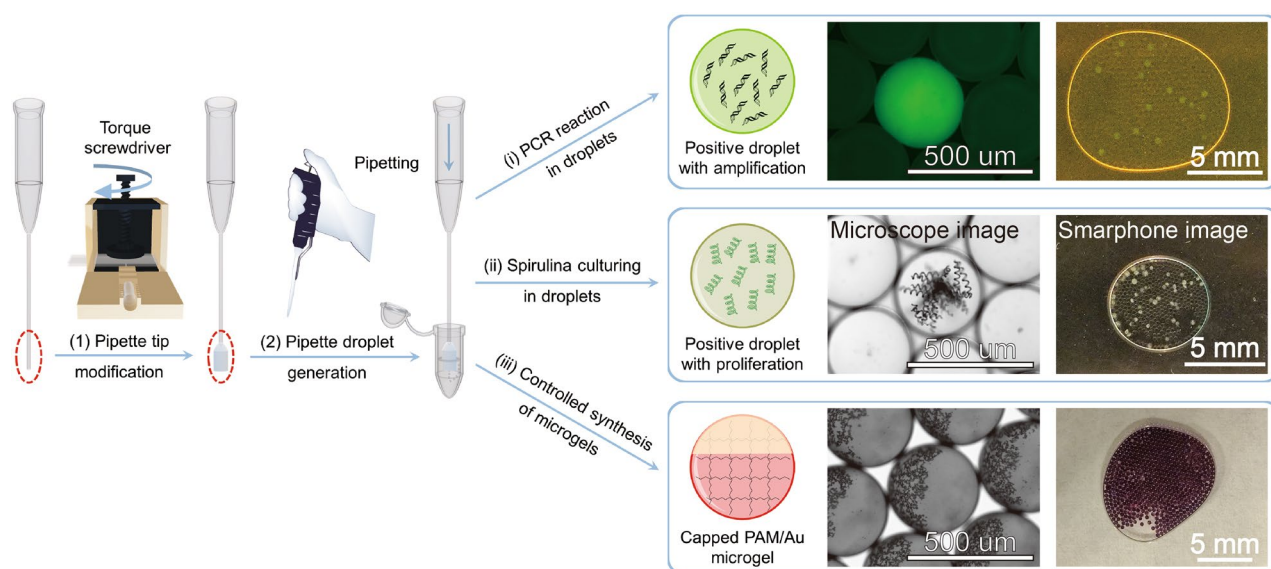 Torque
screwdriver
(1) Pipette tip
modification
Pipetting
(2) Pipette droplet
generation
(i) PCR reaction
in droplets
(ii) Spirulina culturing
in droplets
(iii) Controlled synthesis
of microgels
Positive droplet
with amplification
500 um
5 mm
Positive droplet
with proliferation
Microscope image
500 um
Smarphone image
5 mm
Capped PAM/Au
microgel
500 um
5 mm